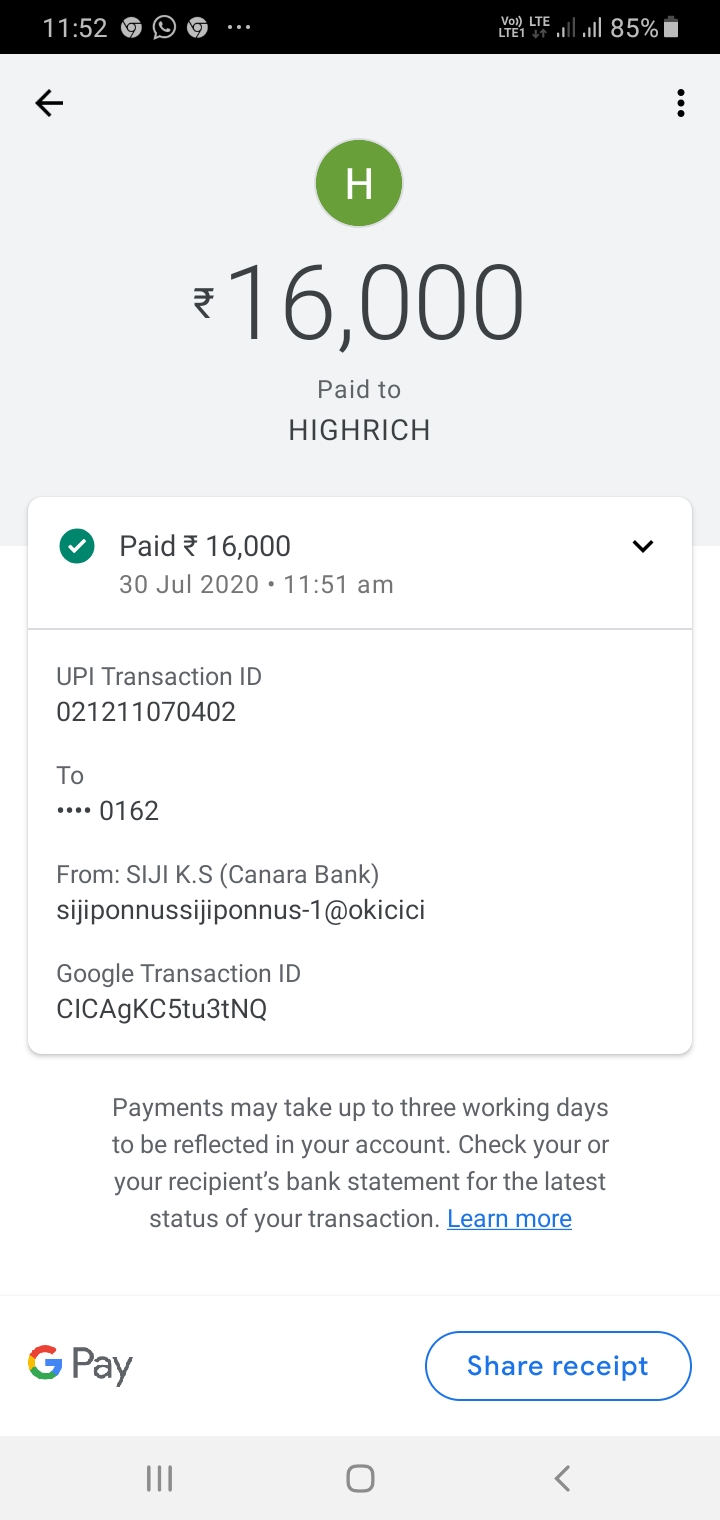 11:52
Vo)) LTE
LTE1
85%
H
₹16,000
Paid to
HIGHRICH
Paid ₹ 16,000
30 Jul 2020 • 11:51 am
UPI Transaction ID
021211070402
To
•••• 0162
From: SIJI K.S (Canara Bank)
sijiponnussijiponnus-1@okicici
Google Transaction ID
CICAgKC5tu3tNQ
Payments may take up to three working days
to be reflected in your account. Check your or
your recipient’s bank statement for the latest
status of your transaction. Learn more
G Pay
Share receipt